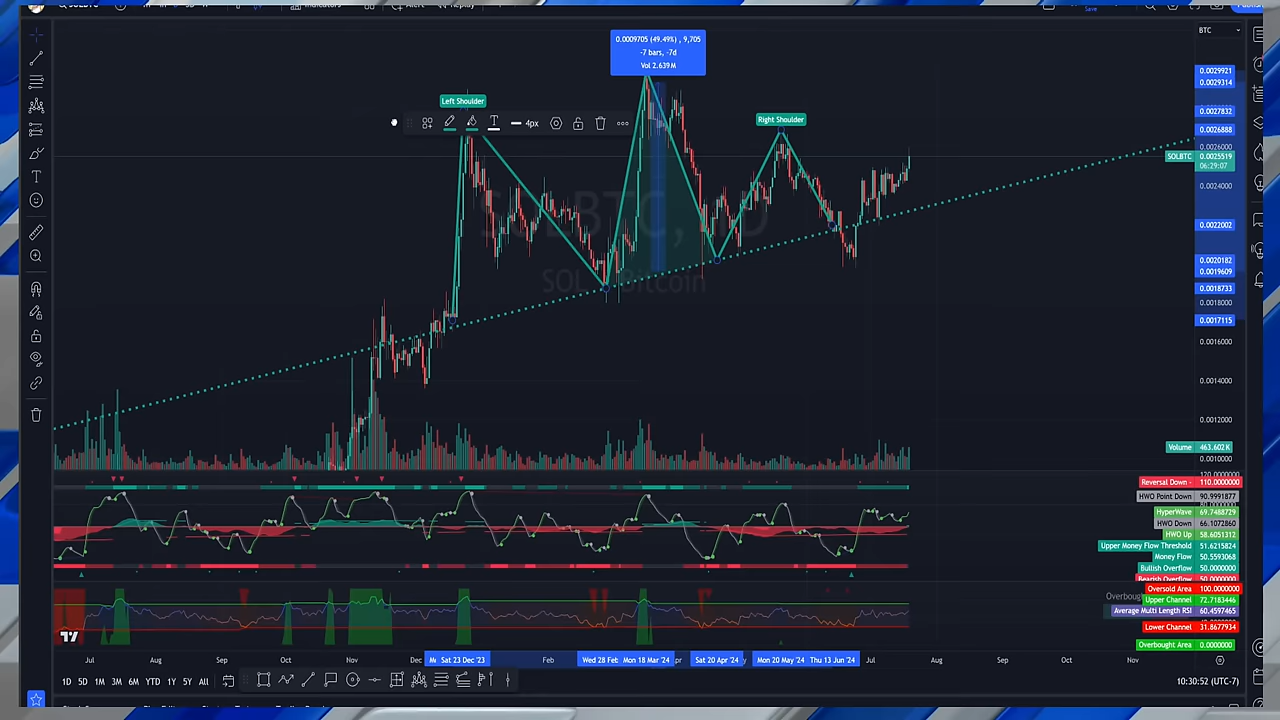 BTC
0.0009705 (49.49%) , 9,705
-7 bars, -7d
Vol 2.639M
Left Shoulder
Right Shoulder
4px
0.0029921
0.0029314
0.0027832
0.0026888
0.0026000
SOLBTC 0.0025519
06:29:07
0.0024000
0.0022002
0.0020182
0.0019609
0.0018733
0.0018000
0.0017115
0.0016000
0.0014000
0.0012000
Volume 463.602K
0.0010000
Reversal Down - 110.0000000
HWO Point Down 90.9991877
HyperWave 69.7488729
HWO Down 66.1072860
HWO Up 58.6051312
Upper Money Flow Threshold 51.6215824
Money Flow 50.5593068
Bullish Overflow 50.0000000
Bearish Overflow 50.0000000
Oversold Area 100.0000000
Upper Channel 72.7183446
Average Multi Length RSI 60.4597465
Lower Channel 31.8677934
Overbought Area 0.0000000
Jul Aug Sep Oct Nov Dec Sat 23 Dec '23 Feb Wed 28 Feb Mon 18 Mar '24 Sat 20 Apr '24 Mon 20 May '24 Thu 13 Jun '24 Jul Aug Sep Oct Nov
1D 5D 1M 3M 6M YTD 1Y 5Y All
10:30:52 (UTC-7)